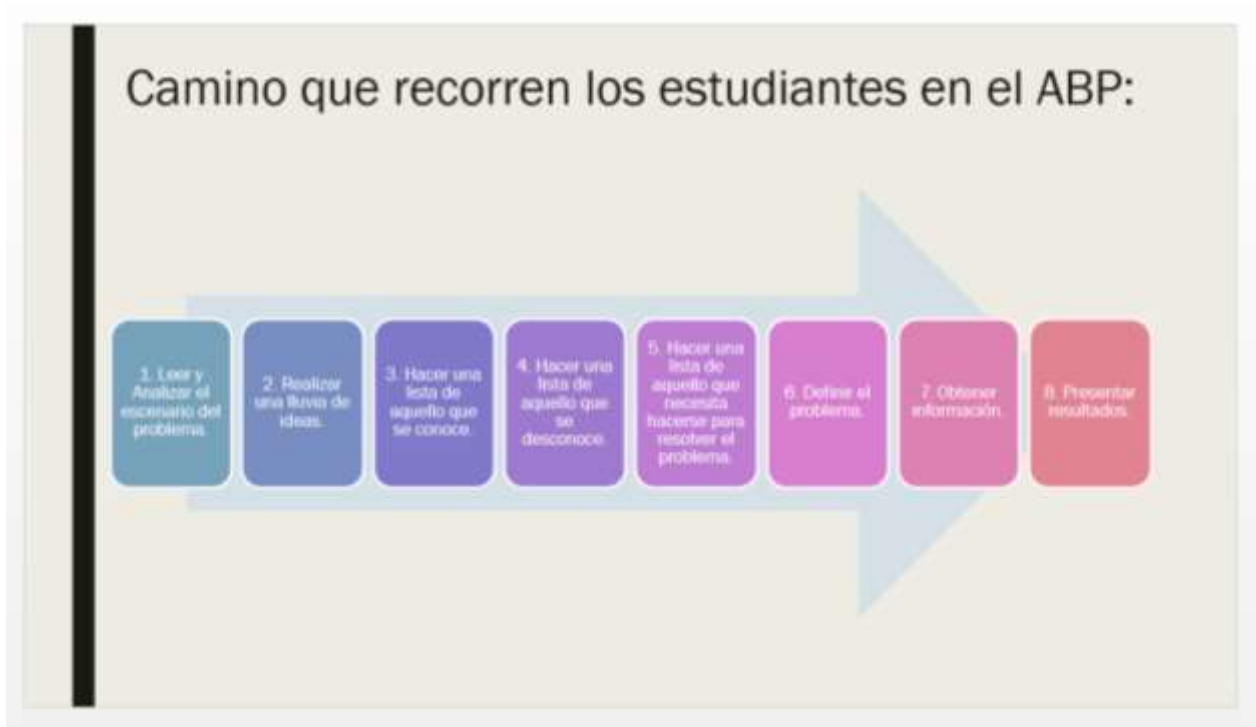 Camino que recorren los estudiantes en el ABP:
1. Leer y
Analizar el
escenario del
problema.
2. Realizar
una lluvia de
ideas.
3. Hacer una
lista de
aquello que
se conoce.
4. Hacer una
lista de
aquello que
se
desconoce.
5. Hacer una
lista de
aquello que
necesita
hacerse para
resolver el
problema.
6. Definir el
problema.
7. Obtener
información.
8. Presentar
resultados.